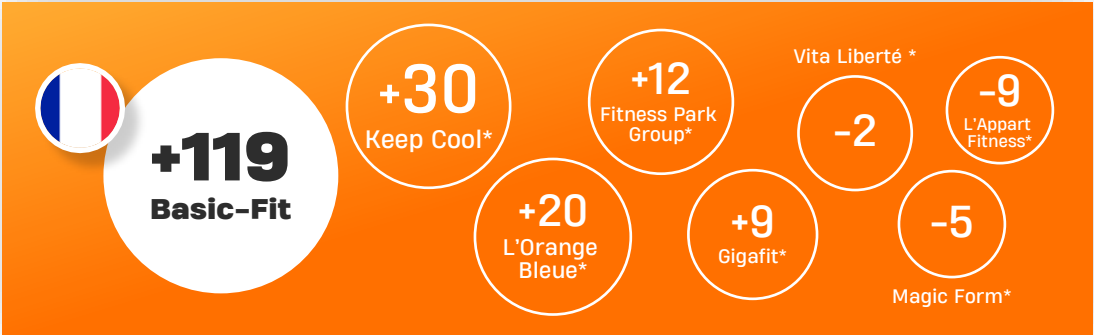 +119
Basic-Fit
+30
Keep Cool*
+20
L'Orange
Bleue*
+12
Fitness Park
Group*
+9
Gigafit*
Vita Liberté *
-2
-9
L'Appart
Fitness*
-5
Magic Form*